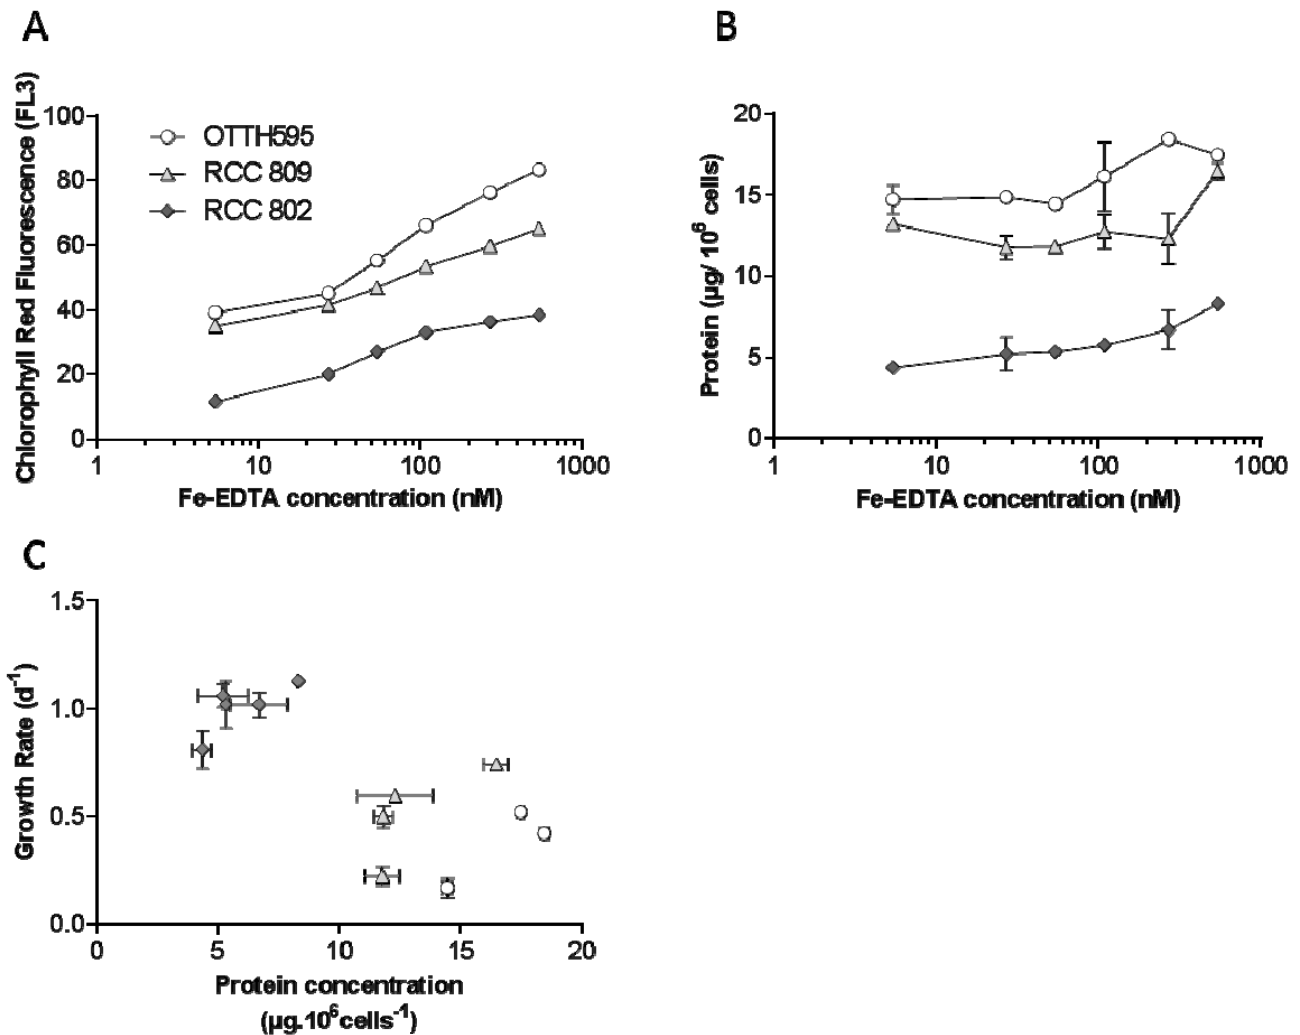 A
Chlorophyll Red Fluorescence (FL3)
100
80
60
40
20
0
OTTH595
RCC 809
RCC 802
1
10
100
1000
Fe-EDTA concentration (nM)
B
Protein (µg/ 10⁶ cells)
20
15
10
5
0
1
10
100
1000
Fe-EDTA concentration (nM)
C
Growth Rate (d⁻¹)
1.5
1.0
0.5
0.0
0
5
10
15
20
Protein concentration
(µg.10⁶cells⁻¹)